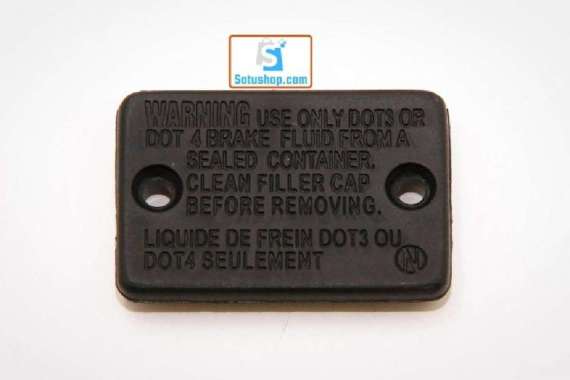 Sotushop.com
WARNING USE ONLY DOT3 OR
DOT 4 BRAKE FLUID FROM A
SEALED CONTAINER.
CLEAN FILLER CAP
BEFORE REMOVING.
LIQUIDE DE FREIN DOT3 OU
DOT4 SEULEMENT